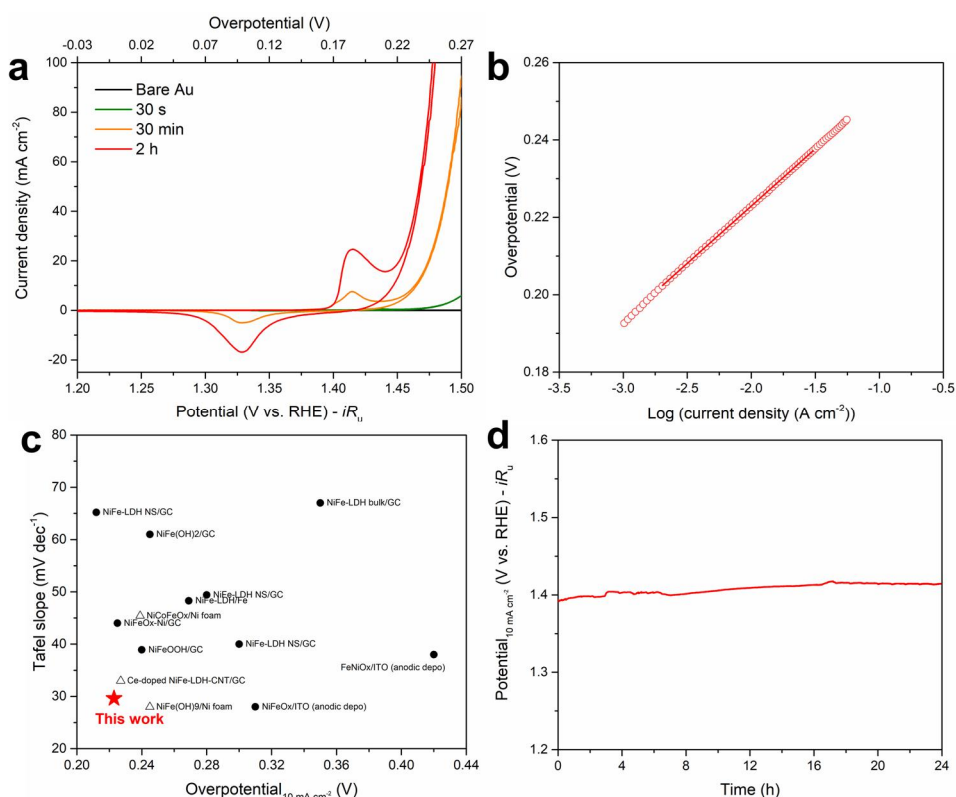 a
Overpotential (V)
-0.03 0.02 0.07 0.12 0.17 0.22 0.27
Bare Au
30 s
30 min
2 h
Current density (mA cm-2)
100
80
60
40
20
0
-20
1.20 1.25 1.30 1.35 1.40 1.45 1.50
Potential (V vs. RHE) - iRu
b
Overpotential (V)
0.26
0.24
0.22
0.20
0.18
-3.5 -3.0 -2.5 -2.0 -1.5 -1.0 -0.5
Log (current density (A cm-2))
c
Tafel slope (mV dec-1)
80
70
60
50
40
30
20
NiFe-LDH NS/GC
NiFe-LDH bulk/GC
NiFe(OH)2/GC
NiFe-LDH NS/GC
NiFe-LDH/Fe
NiCoFeOx/Ni foam
NiFeOx-Ni/GC
NiFeOOH/GC
NiFe-LDH NS/GC
FeNiOx/ITO (anodic depo)
Ce-doped NiFe-LDH-CNT/GC
This work
NiFe(OH)9/Ni foam
NiFeOx/ITO (anodic depo)
0.20 0.24 0.28 0.32 0.36 0.40 0.44
Overpotential10 mA cm-2 (V)
d
Potential10 mA cm-2 (V vs. RHE) - iRu
1.6
1.5
1.4
1.3
1.2
0 4 8 12 16 20 24
Time (h)